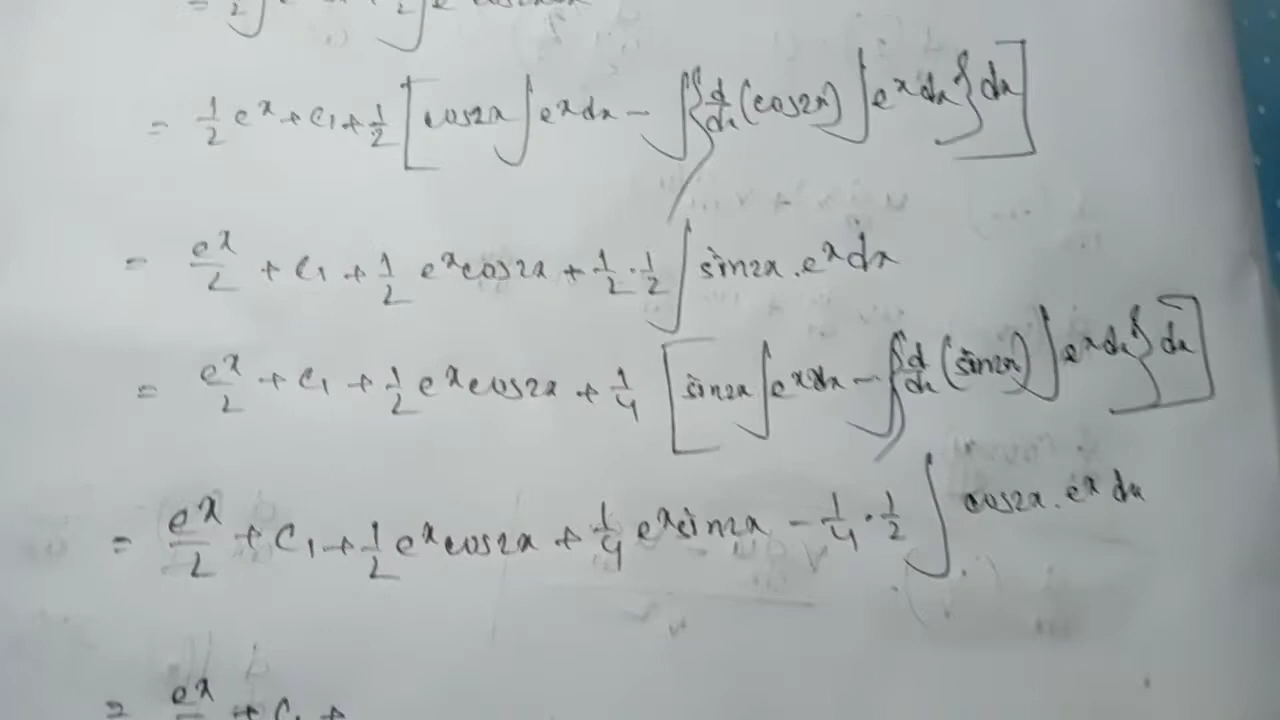 = 1/2 e^x + c₁ + 1/2 [cos2x ∫e^x dx − ∫{d/dx (cos2x) ∫e^x dx} dx]
= e^x/2 + c₁ + 1/2 e^x cos2x + 1/2 · 1/2 ∫ sin2x . e^x dx
= e^x/2 + c₁ + 1/2 e^x cos2x + 1/4 [sin2x ∫e^x dx − ∫{d/dx (sin2x) ∫e^x dx} dx]
= e^x/2 + c₁ + 1/2 e^x cos2x + 1/4 e^x sin2x − 1/4 · 1/2 ∫ cos2x . e^x dx
= e^x + c₁ +